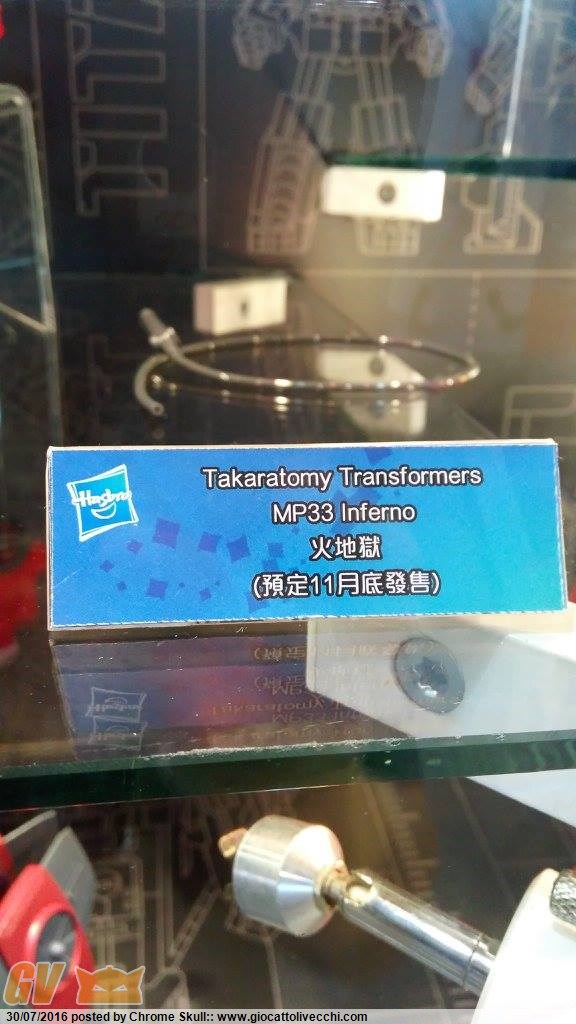 Hasbro
Takaratomy Transformers
MP33 Inferno
火地獄
(預定11月底發售)
GV
30/07/2016 posted by Chrome Skull:: www.giocattolivecchi.com